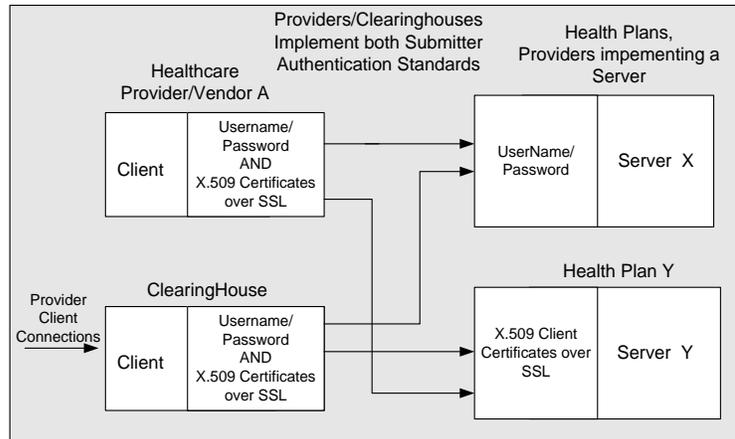 Providers/Clearinghouses
Implement both Submitter
Authentication Standards
Health Plans,
Providers impementing a
Server
Healthcare
Provider/Vendor A
Client
Username/
Password
AND
X.509 Certificates
over SSL
UserName/
Password
Server X
Provider
Client
Connections
ClearingHouse
Client
Username/
Password
AND
X.509 Certificates
over SSL
Health Plan Y
X.509 Client
Certificates over
SSL
Server Y